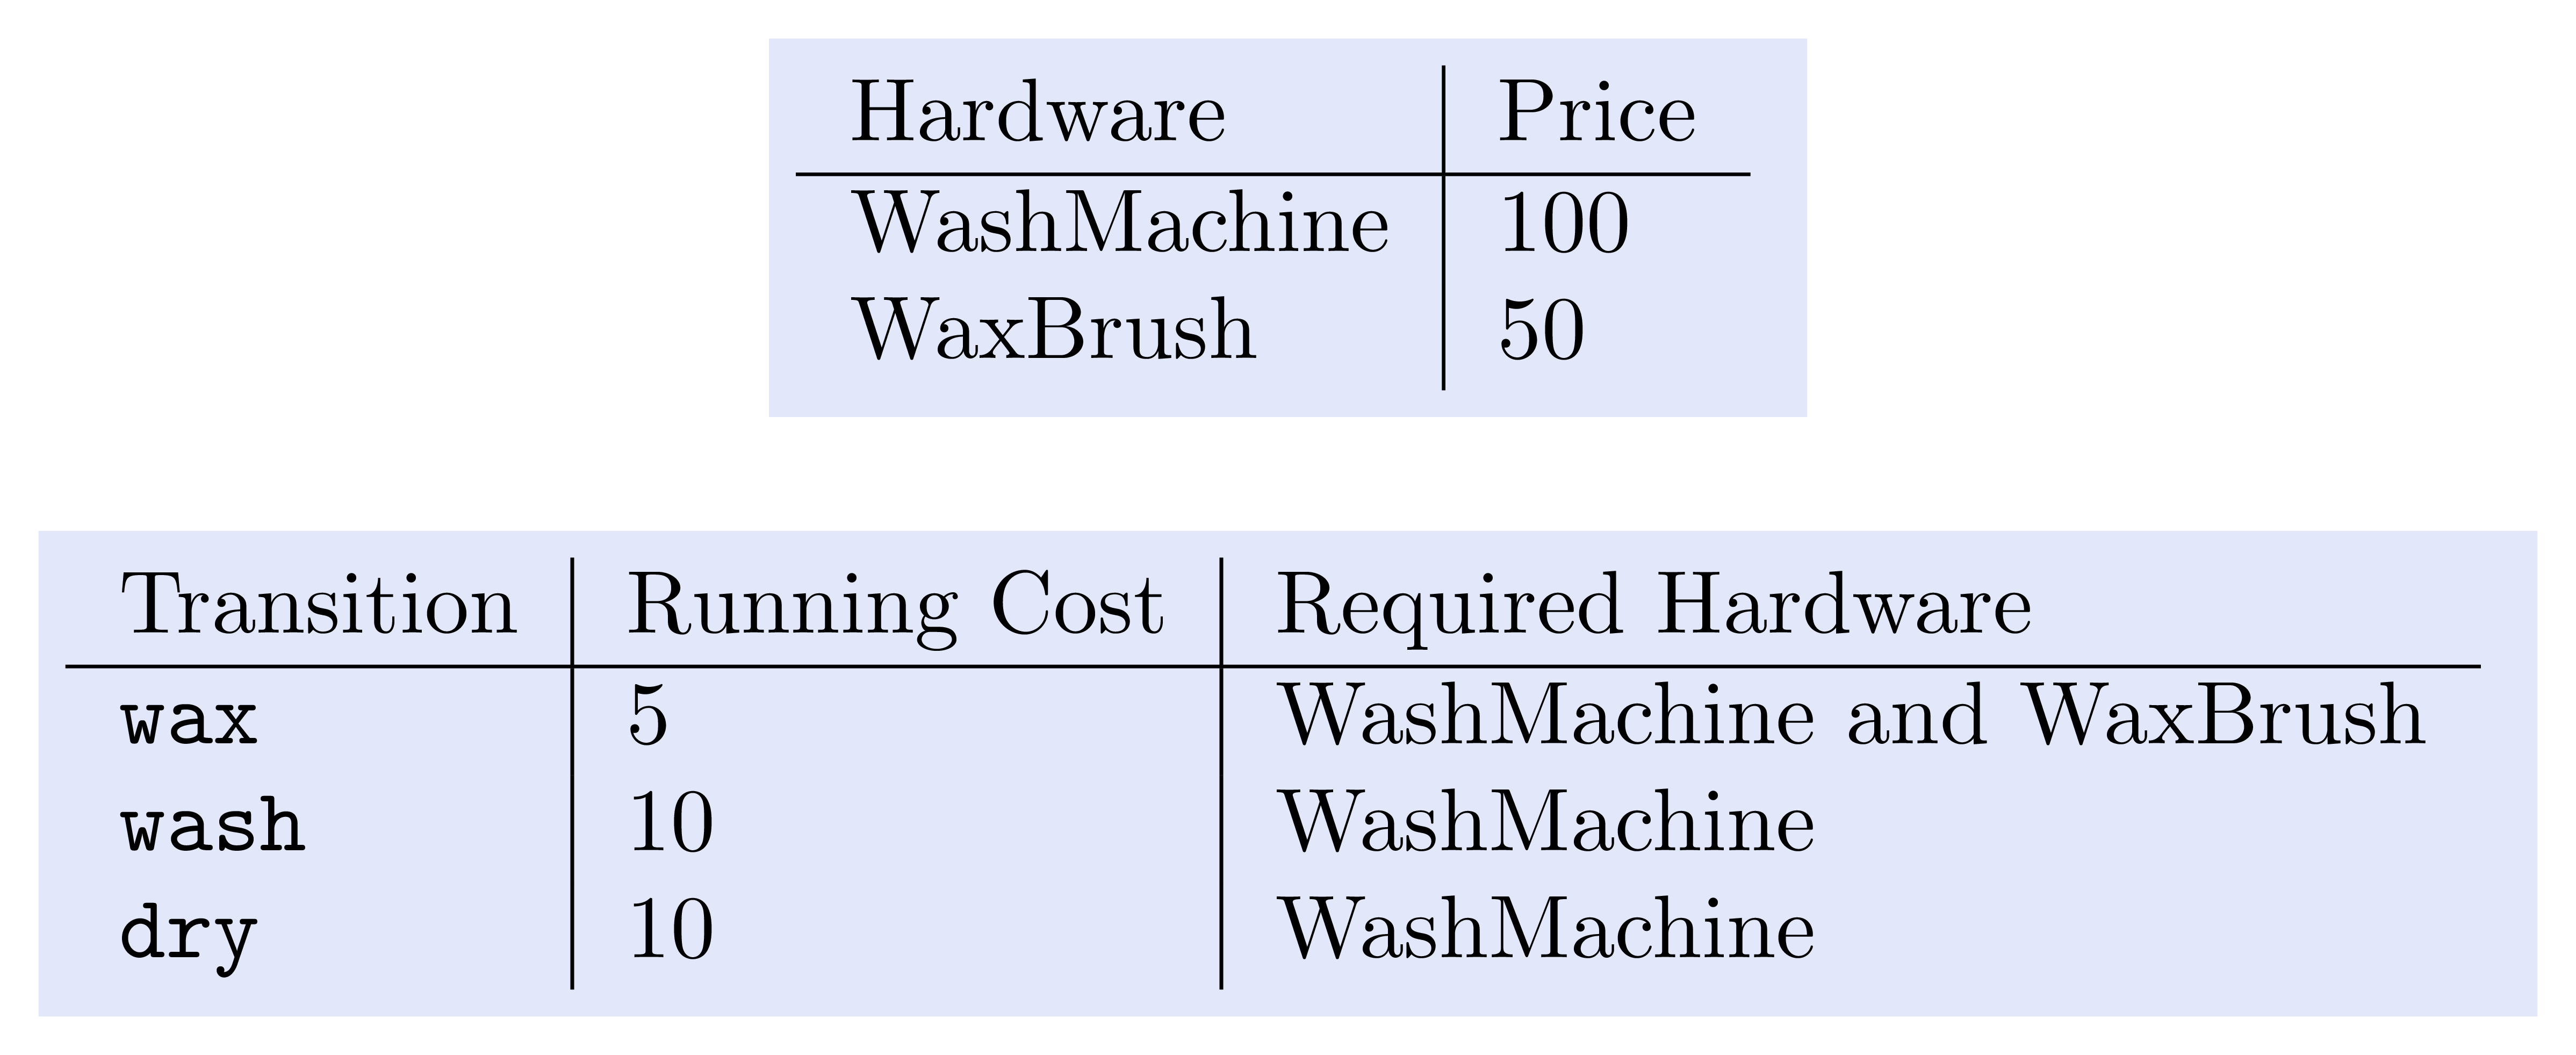 Hardware Price
WashMachine 100
WaxBrush 50
Transition Running Cost Required Hardware
wax 5 WashMachine and WaxBrush
wash 10 WashMachine
dry 10 WashMachine